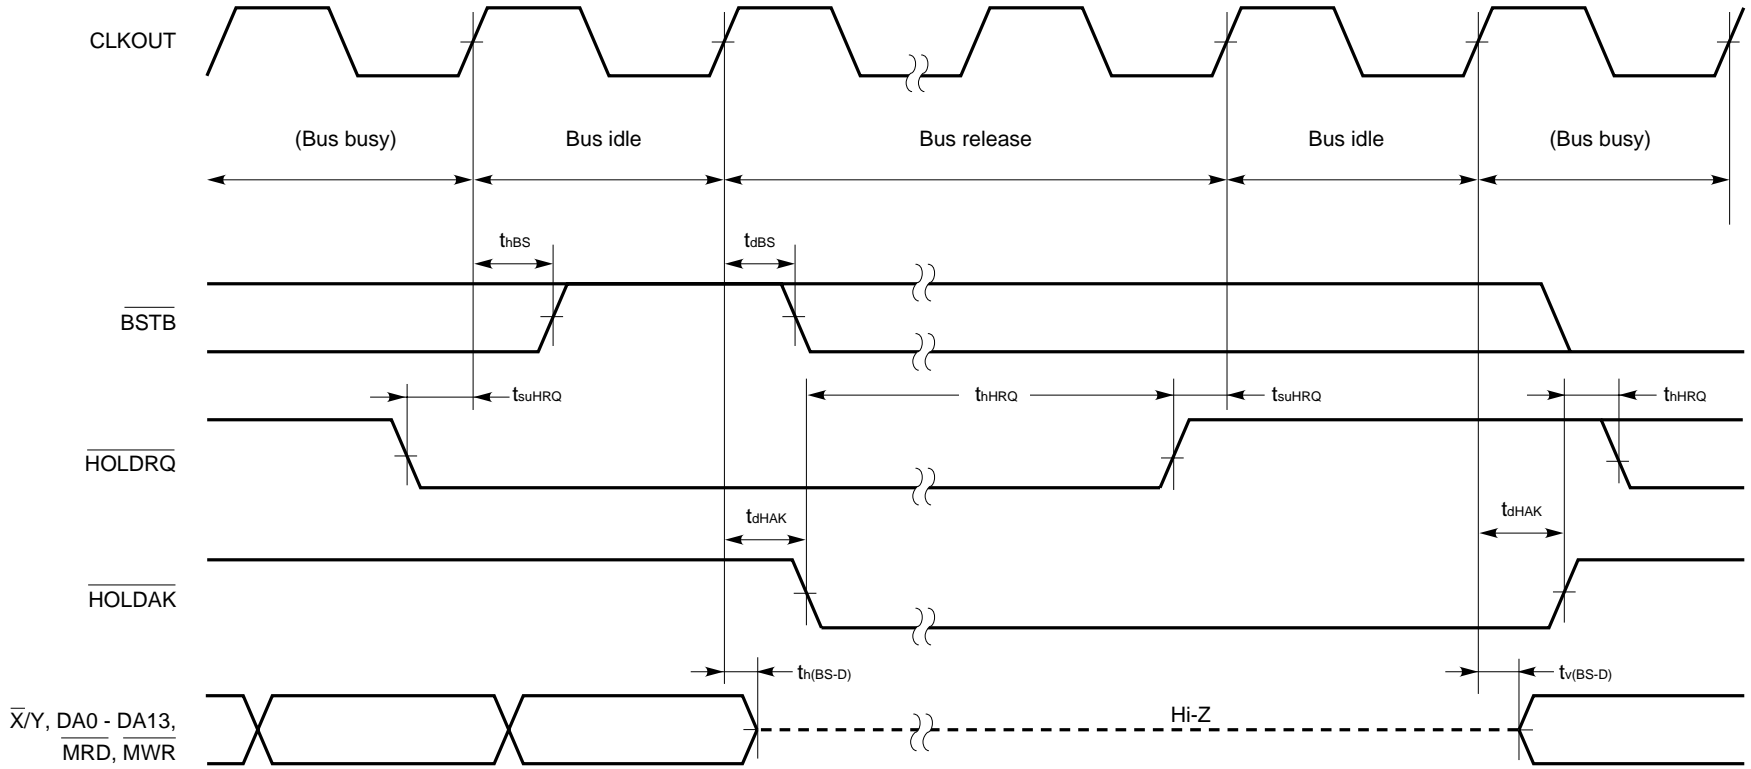 CLKOUT
(Bus busy) Bus idle Bus release Bus idle (Bus busy)
thBS tdBS
BSTB
tsuHRQ thHRQ tsuHRQ thHRQ
HOLDRQ
tdHAK tdHAK
HOLDAK
th(BS-D) tv(BS-D)
X̅/Y, DA0 - DA13,
MRD, MWR
Hi-Z